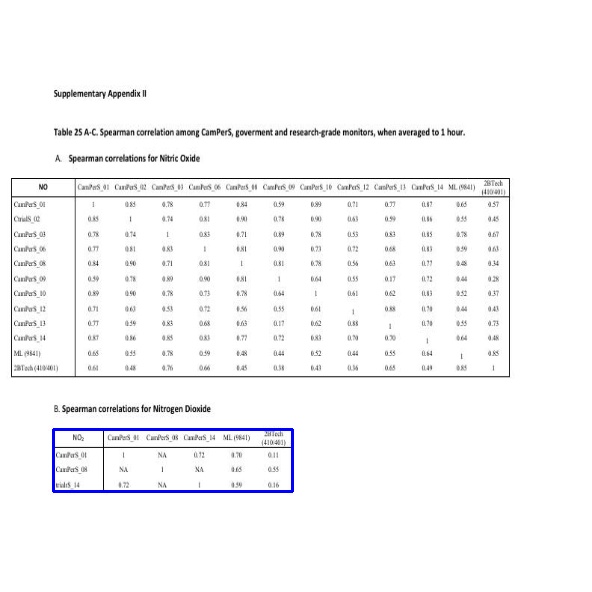 Supplementary Appendix II
Table 2S A-C. Spearman correlation among CamPerS, goverment and research-grade monitors, when averaged to 1 hour.
A. Spearman correlations for Nitric Oxide
NO CamPerS_01 CamPerS_02 CamPerS_03 CamPerS_06 CamPerS_08 CamPerS_09 CamPerS_10 CamPerS_12 CamPerS_13 CamPerS_14 ML (9841) 2BTech (410/401)
CamPerS_01 1 0.85 0.78 0.77 0.84 0.59 0.89 0.71 0.77 0.87 0.65 0.57
0.85 1 0.74 0.81 0.90 0.78 0.90 0.63 0.59 0.86 0.55 0.45
CamPerS_03 0.78 0.74 1 0.83 0.71 0.89 0.78 0.53 0.83 0.85 0.78 0.67
CamPerS_06 0.77 0.81 0.83 1 0.81 0.90 0.73 0.72 0.68 0.83 0.59 0.63
CamPerS_08 0.84 0.90 0.71 0.81 1 0.81 0.78 0.56 0.63 0.77 0.48 0.34
CamPerS_09 0.59 0.78 0.89 0.90 0.81 1 0.64 0.55 0.17 0.72 0.44 0.28
CamPerS_10 0.89 0.90 0.78 0.73 0.78 0.64 1 0.61 0.62 0.83 0.52 0.37
CamPerS_12 0.71 0.63 0.53 0.72 0.56 0.55 0.61 1 0.88 0.70 0.44 0.43
CamPerS_13 0.77 0.59 0.83 0.68 0.63 0.17 0.62 0.88 1 0.70 0.55 0.73
CamPerS_14 0.87 0.86 0.85 0.83 0.77 0.72 0.83 0.70 0.70 1 0.64 0.48
ML (9841) 0.65 0.55 0.78 0.59 0.48 0.44 0.52 0.44 0.55 0.64 1 0.85
2BTech (410/401) 0.61 0.48 0.76 0.66 0.45 0.38 0.43 0.36 0.65 0.49 0.85 1
B. Spearman correlations for Nitrogen Dioxide
NO₂ CamPerS_01 CamPerS_08 CamPerS_14 ML (9841) 2BTech (410/401)
CamPerS_01 1 NA 0.72 0.70 0.11
CamPerS_08 NA 1 NA 0.65 0.55
0.72 NA 1 0.59 0.16